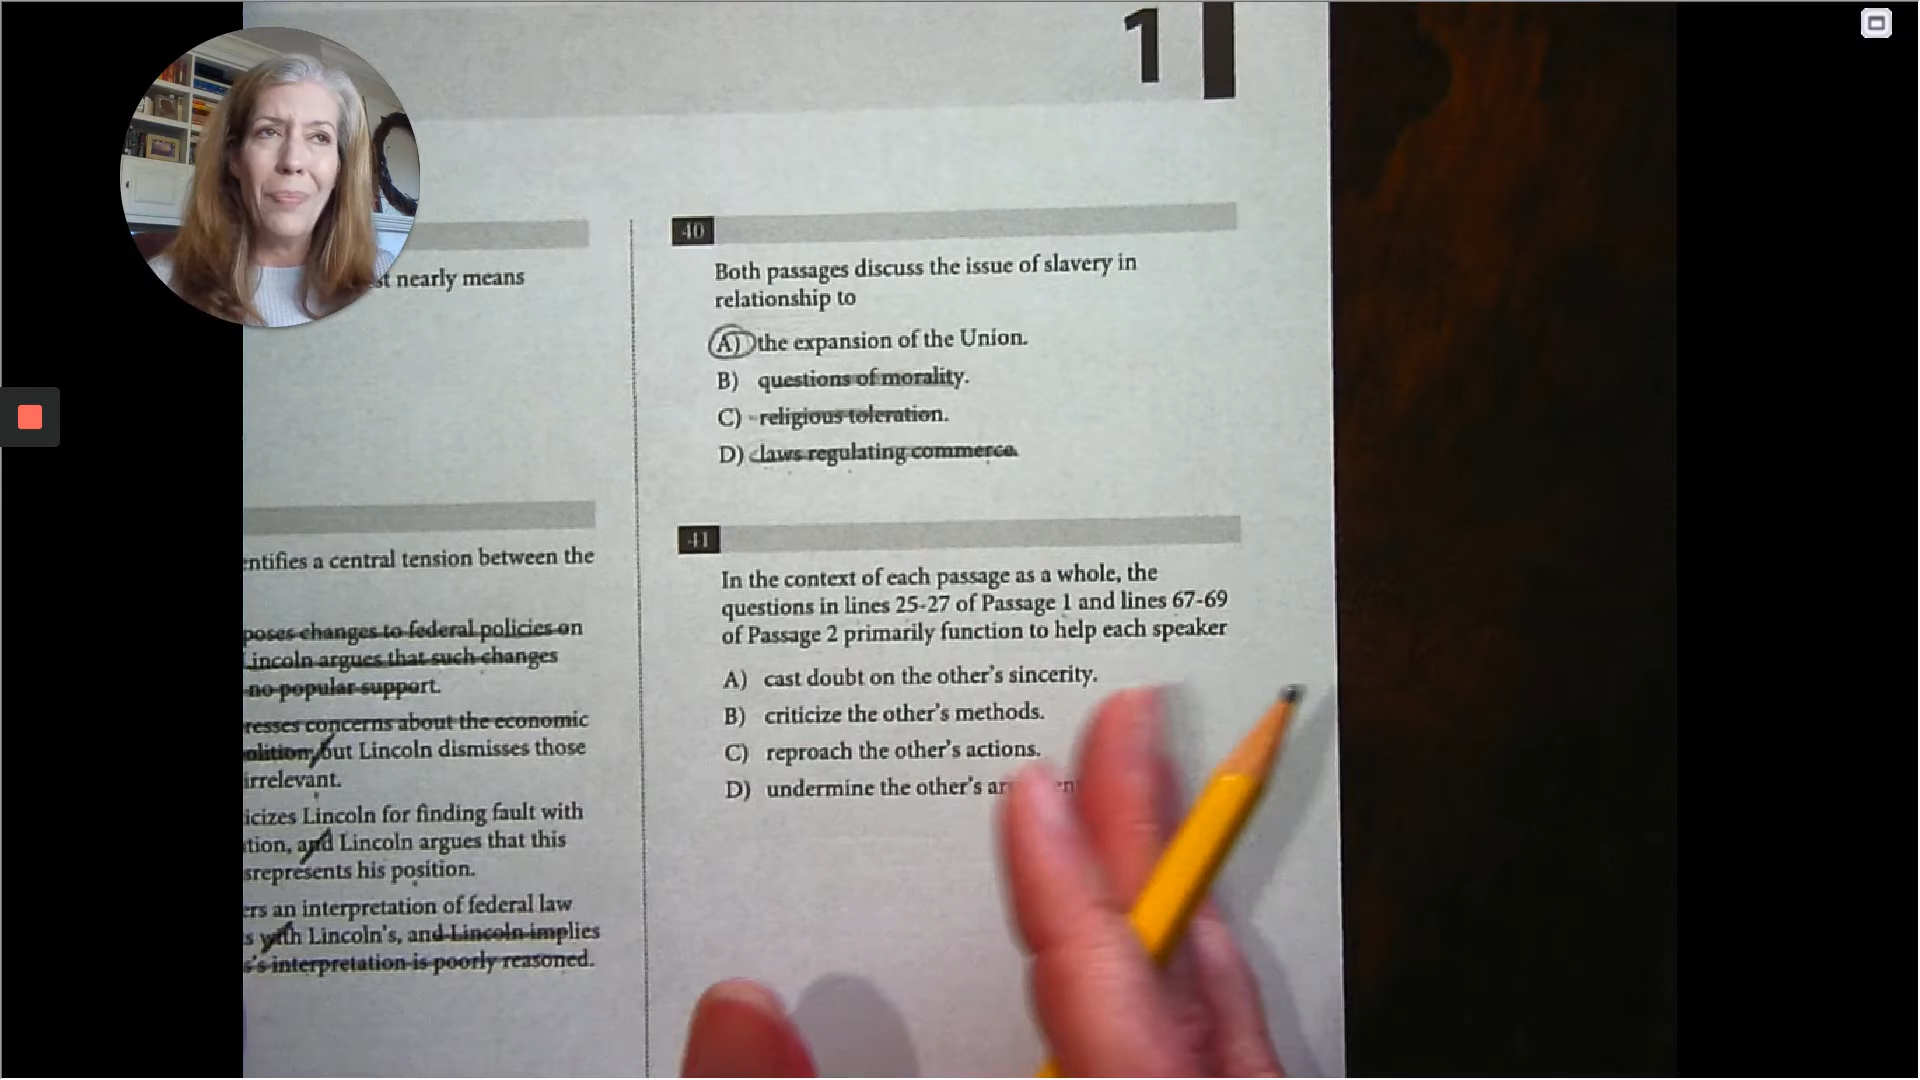 1
st nearly means
entifies a central tension between the
poses changes to federal policies on
Lincoln argues that such changes
no popular support.
resses concerns about the economic
olition, but Lincoln dismisses those
irrelevant.
icizes Lincoln for finding fault with
tion, and Lincoln argues that this
srepresents his position.
ers an interpretation of federal law
s with Lincoln's, and Lincoln implies
s's interpretation is poorly reasoned.
40
Both passages discuss the issue of slavery in
relationship to
A) the expansion of the Union.
B) questions of morality.
C) religious toleration.
D) laws regulating commerce.
41
In the context of each passage as a whole, the
questions in lines 25-27 of Passage 1 and lines 67-69
of Passage 2 primarily function to help each speaker
A) cast doubt on the other's sincerity.
B) criticize the other's methods.
C) reproach the other's actions.
D) undermine the other's